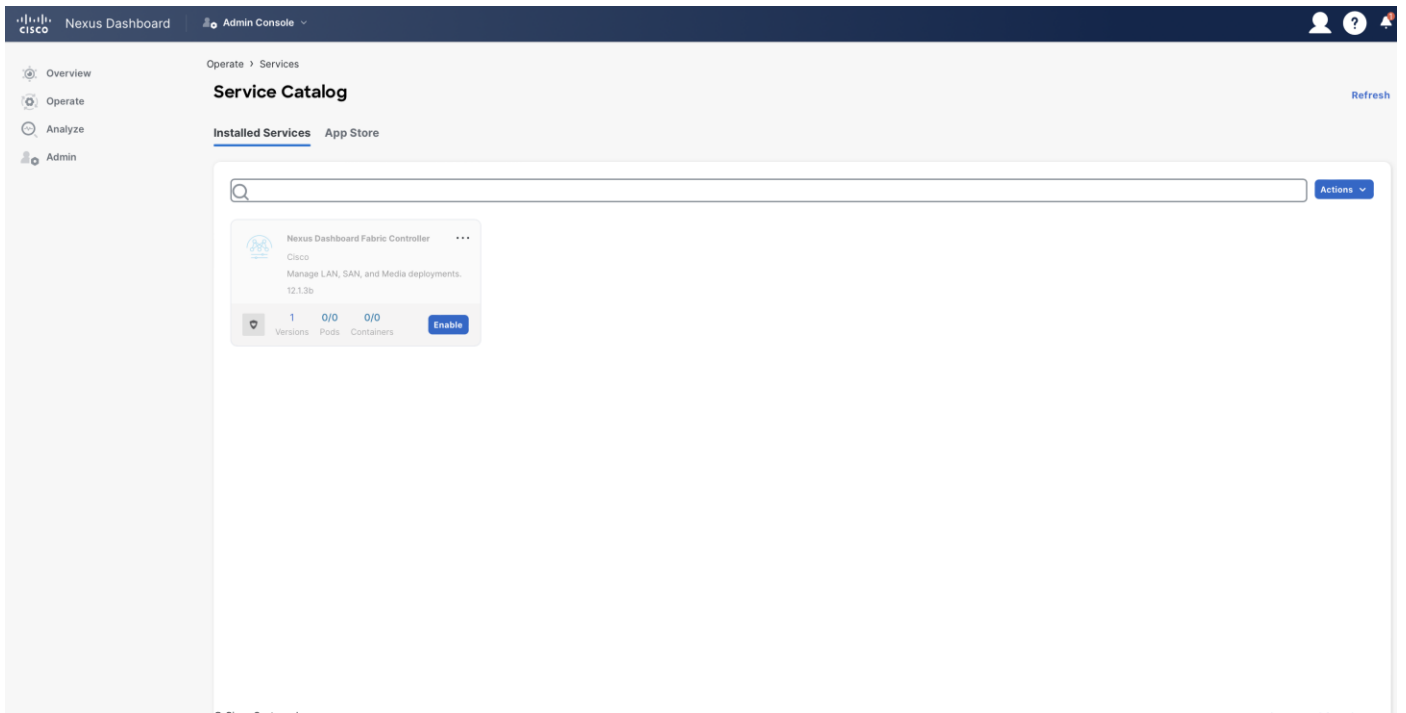 CISCO Nexus Dashboard Admin Console
Overview
Operate
Analyze
Admin
Operate > Services
Service Catalog
Refresh
Installed Services App Store
Actions
Nexus Dashboard Fabric Controller ...
Cisco
Manage LAN, SAN, and Media deployments.
12.1.3b
1 0/0 0/0
Versions Pods Containers
Enable